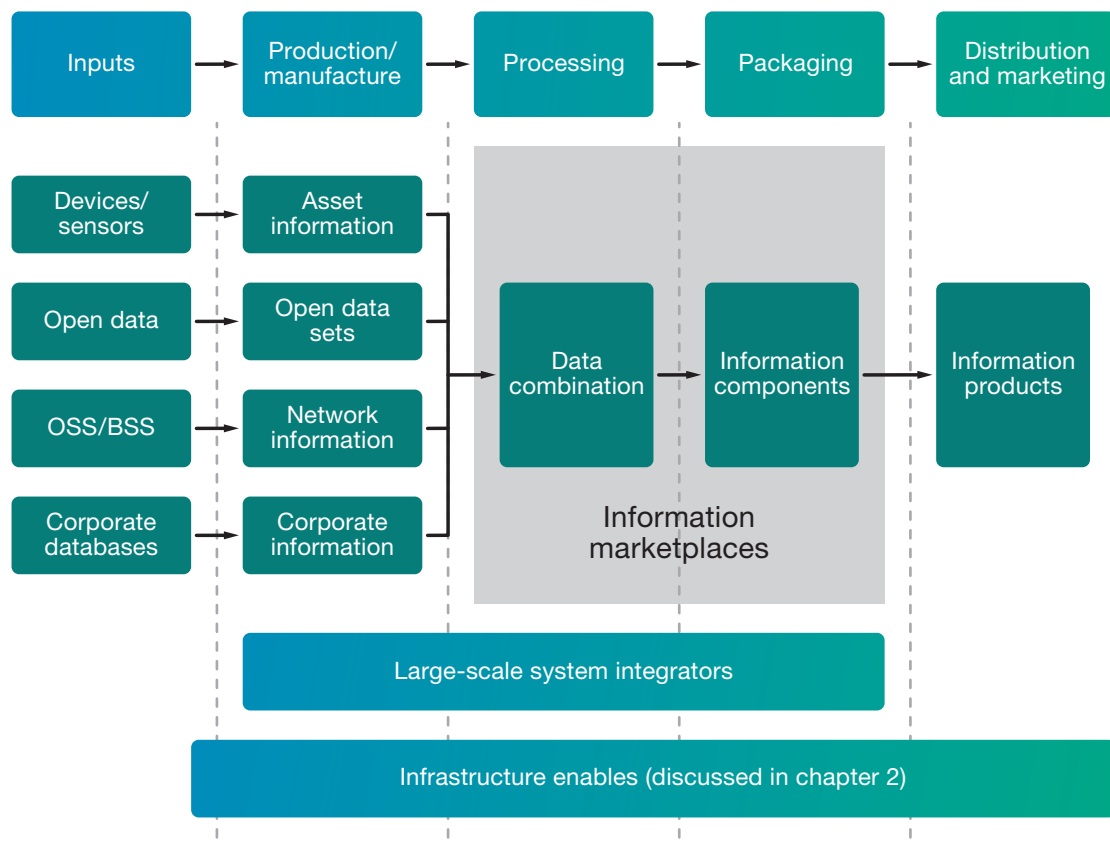 Inputs
Production/
manufacture
Processing
Packaging
Distribution
and marketing
Devices/
sensors
Asset
information
Open data
Open data
sets
OSS/BSS
Network
information
Corporate
databases
Corporate
information
Data
combination
Information
components
Information
products
Information
marketplaces
Large-scale system integrators
Infrastructure enables (discussed in chapter 2)